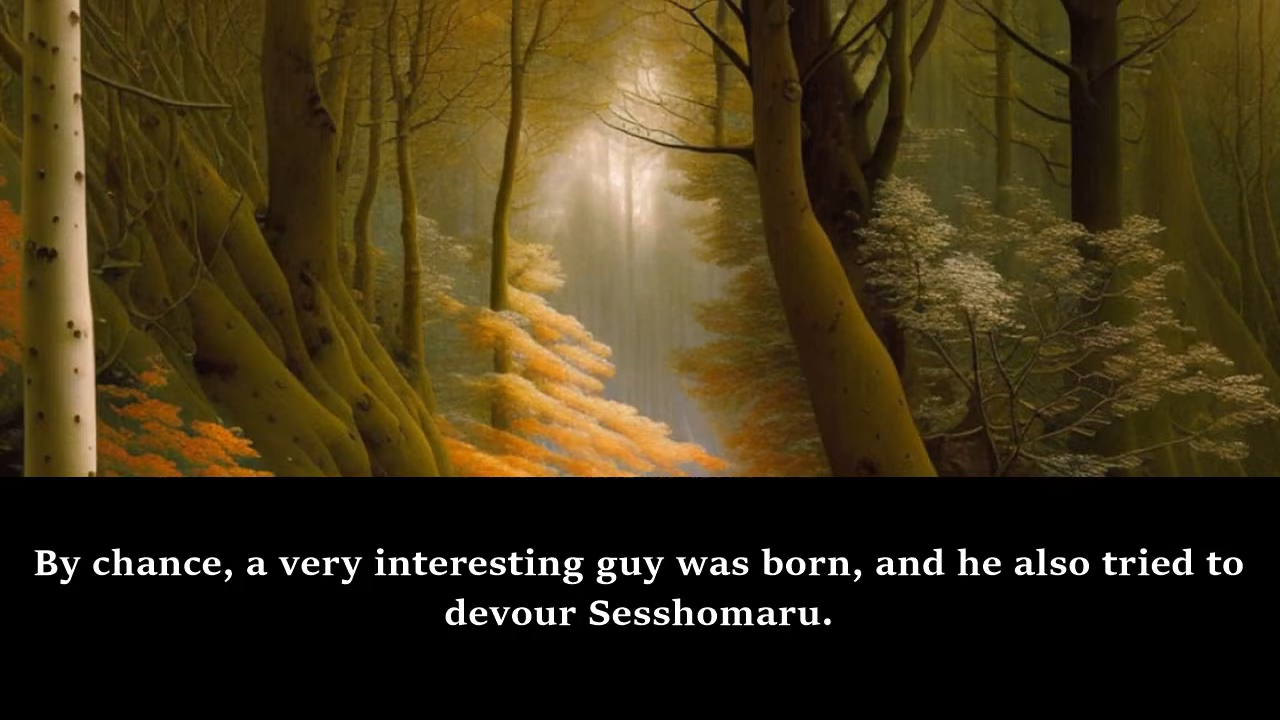 By chance, a very interesting guy was born, and he also tried to
devour Sesshomaru.